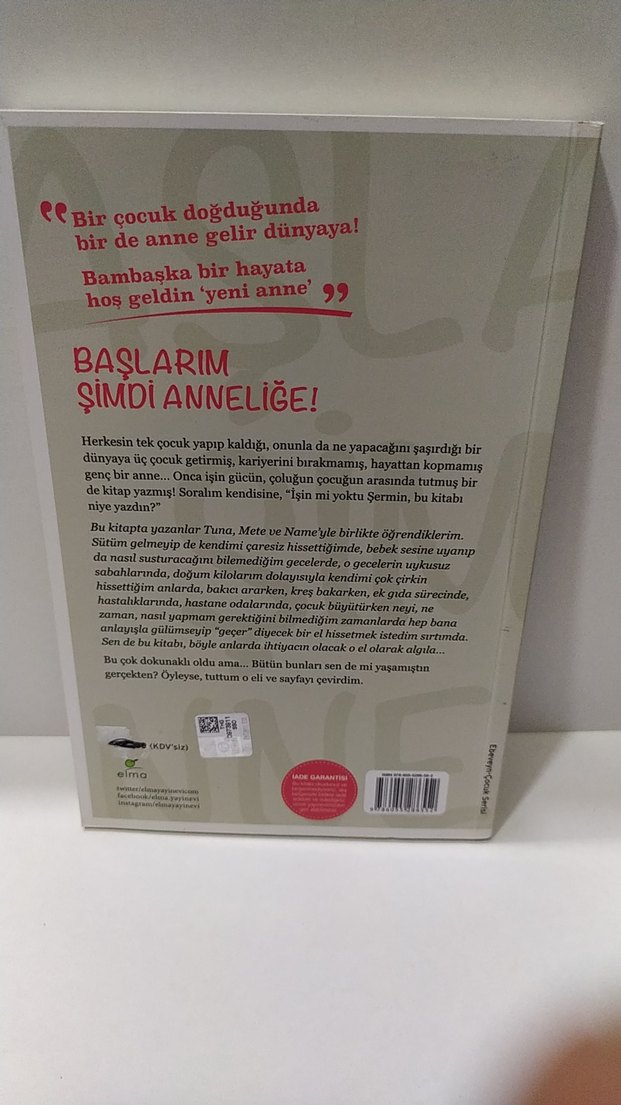 “Bir çocuk doğduğunda
bir de anne gelir dünyaya!
Bambaşka bir hayata
hoş geldin ‘yeni anne’ ”
BAŞLARIM
ŞİMDİ ANNELİĞE!
Herkesin tek çocuk yapıp kaldığı, onunla da ne yapacağını şaşırdığı bir
dünyaya üç çocuk getirmiş, kariyerini bırakmamış, hayattan kopmamış
genç bir anne... Onca işin gücün, çoluğun çocuğun arasında tutmuş bir
de kitap yazmış! Soralım kendisine, “İşin mi yoktu Şermin, bu kitabı
niye yazdın?”
Bu kitapta yazanlar Tuna, Mete ve Name’yle birlikte öğrendiklerim.
Sütüm gelmeyip de kendimi çaresiz hissettiğimde, bebek sesine uyanıp
da nasıl susturacağını bilemediğim gecelerde, o gecelerin uykusuz
sabahlarında, doğum kilolarım dolayısıyla kendimi çok çirkin
hissettiğim anlarda, bakıcı ararken, kreş bakarken, ek gıda sürecinde,
hastalıklarında, hastane odalarında, çocuk büyütürken neyi, ne
zaman, nasıl yapmam gerektiğini bilmediğim zamanlarda hep bana
anlayışla gülümseyip “geçer” diyecek bir el hissetmek istedim sırtımda.
Sen de bu kitabı, böyle anlarda ihtiyacın olacak o el olarak algıla...
Bu çok dokunaklı oldu ama... Bütün bunları sen de mi yaşamıştın
gerçekten? Öyleyse, tuttum o eli ve sayfayı çevirdim.
(KDV’siz)
elma
twitter/elmayayinevicom
facebook/elma.yayinevi
instagram/elmayayinevi
İADE GARANTİSİ
Ebeveyn-Çocuk Serisi